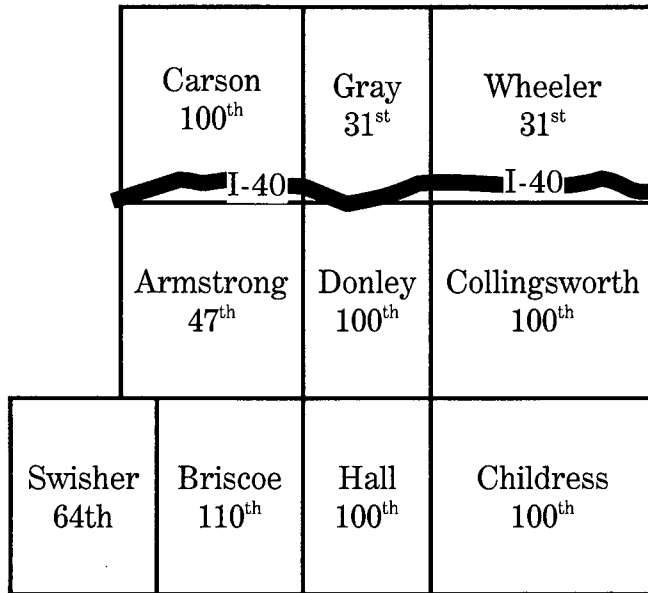 Carson
100th
Gray
31st
Wheeler
31st
I-40
I-40
Armstrong
47th
Donley
100th
Collingsworth
100th
Swisher
64th
Briscoe
110th
Hall
100th
Childress
100th